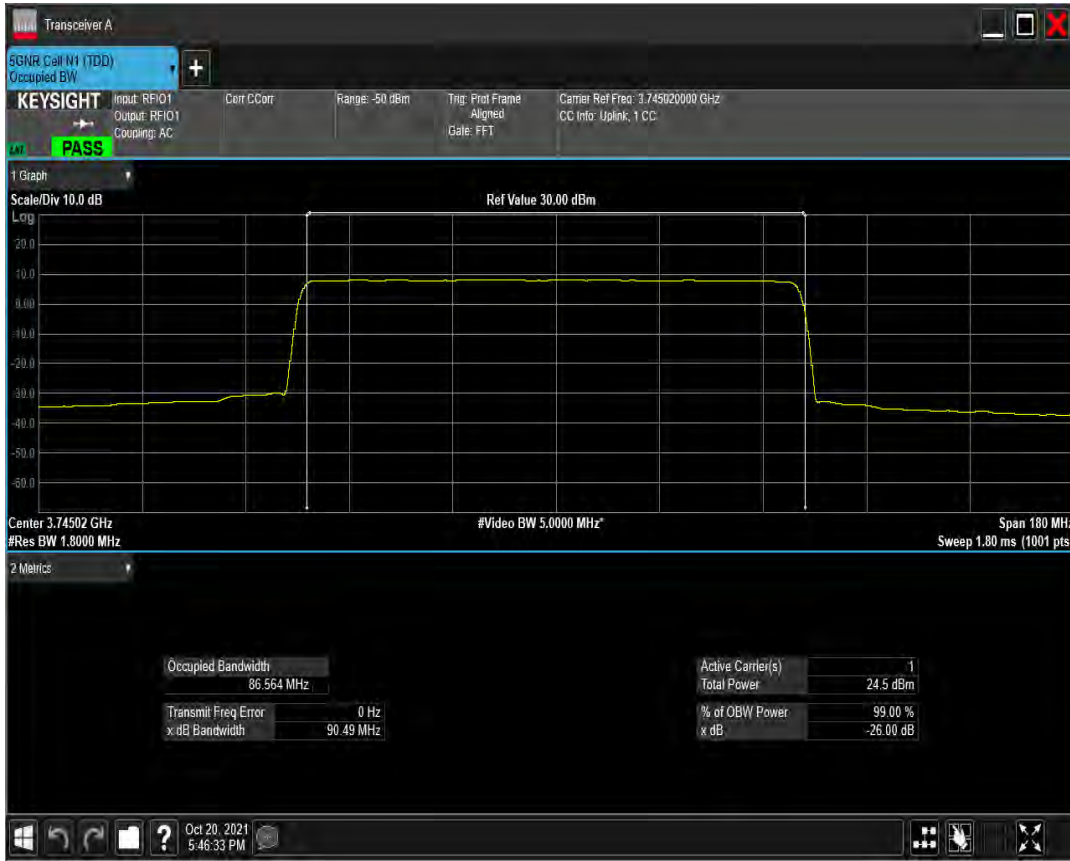 Transceiver A
5GNR Cell N1 (TDD)
Occupied BW
KEYSIGHT
PASS
Input: RFIO1
Output: RFIO1
Coupling: AC
Corr CCorr
Range: -50 dBm
Trig: Prot Frame
Aligned
Gate: FFT
Carrier Ref Freq: 3.745020000 GHz
CC Info: Uplink, 1 CC
1 Graph
Scale/Div 10.0 dB
Ref Value 30.00 dBm
Log
20.0
10.0
0.00
-10.0
-20.0
-30.0
-40.0
-50.0
-60.0
Center 3.74502 GHz
#Video BW 5.0000 MHz*
Span 180 MHz
#Res BW 1.8000 MHz
Sweep 1.80 ms (1001 pts
2 Metrics
Occupied Bandwidth
86.564 MHz
Transmit Freq Error 0 Hz
x dB Bandwidth 90.49 MHz
Active Carrier(s) 1
Total Power 24.5 dBm
% of OBW Power 99.00 %
x dB -26.00 dB
Oct 20, 2021
5:46:33 PM